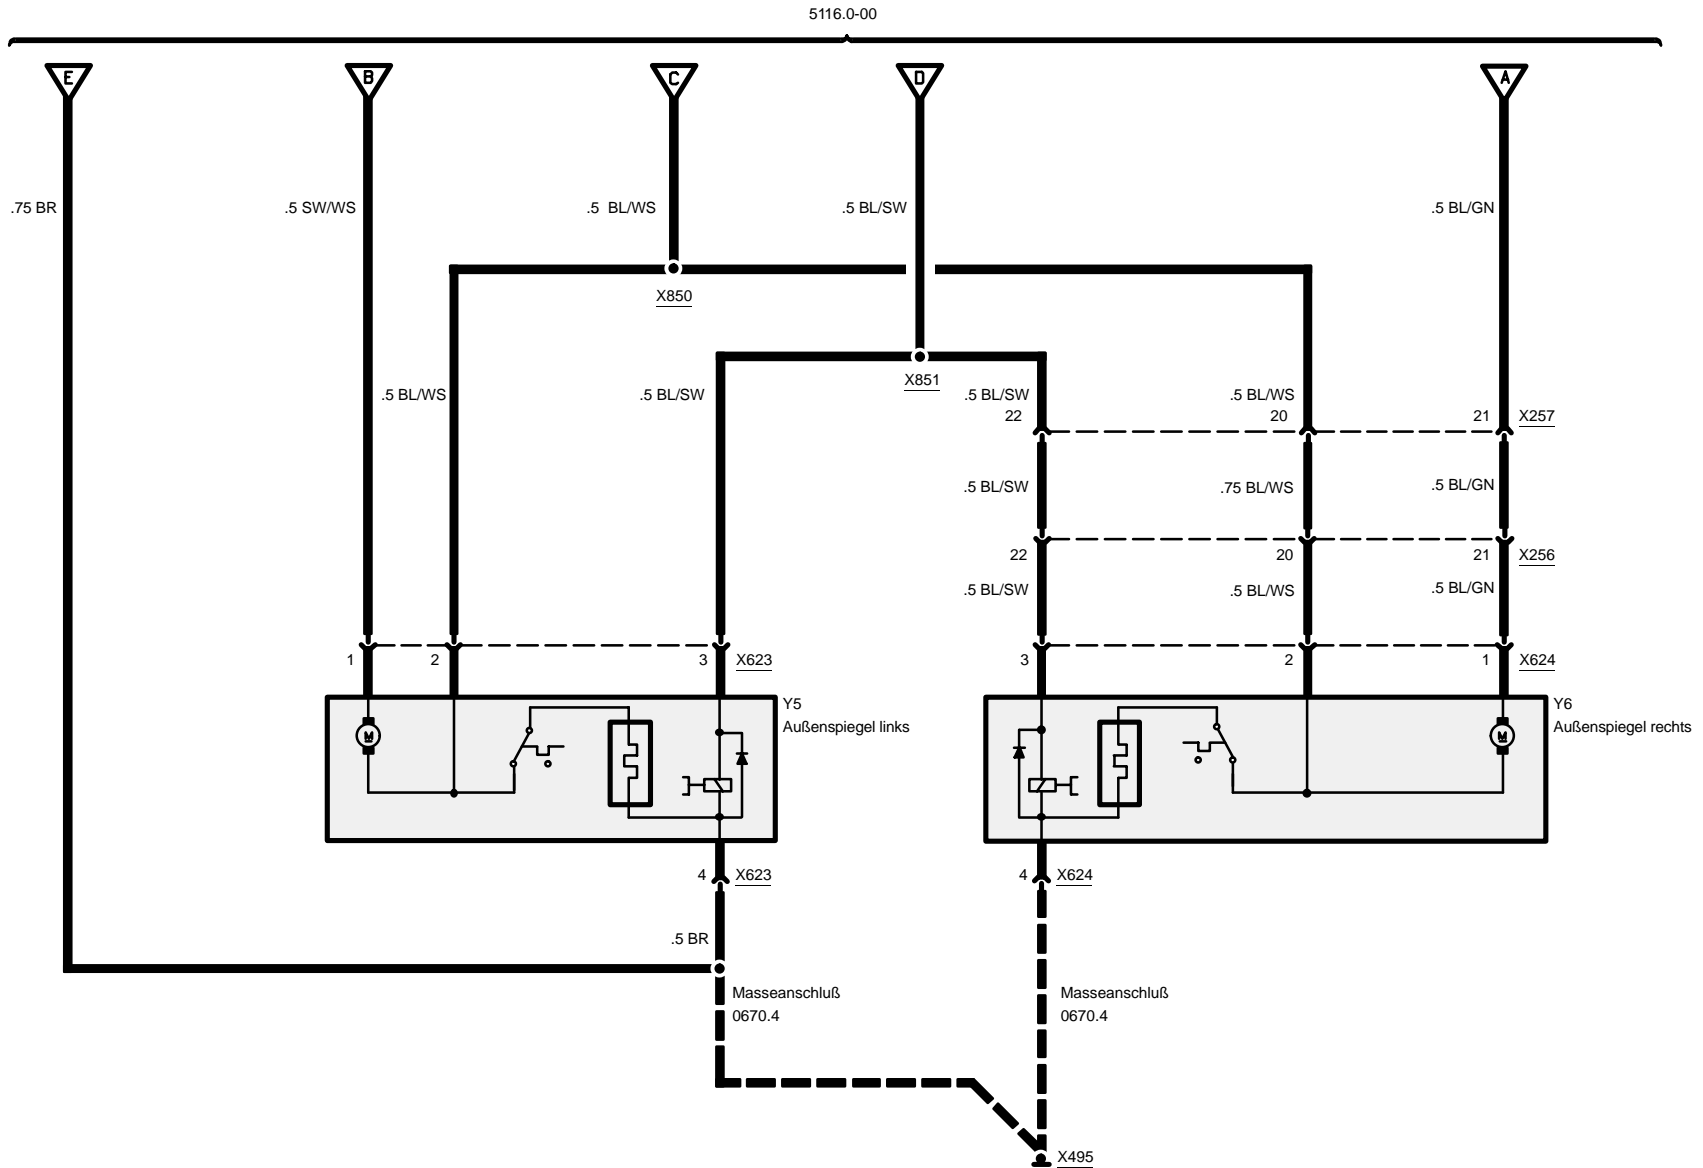 5116.0-00
E
B
C
D
A
.75 BR
.5 SW/WS
.5 BL/WS
.5 BL/SW
.5 BL/GN
X850
X851
.5 BL/WS
.5 BL/SW
.5 BL/SW
.5 BL/WS
22
20
21
X257
.5 BL/SW
.75 BL/WS
.5 BL/GN
22
20
21
X256
.5 BL/SW
.5 BL/WS
.5 BL/GN
1
2
3
X623
3
2
1
X624
Y5
Außenspiegel links
Y6
Außenspiegel rechts
M
M
4
X623
4
X624
.5 BR
Masseanschluß
0670.4
Masseanschluß
0670.4
X495